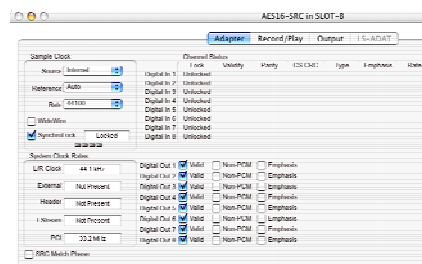 AES16-SRC in SLOT-8
Adapter Record/Play Output LS-ADAT
Sample Clock
Source Internal
Reference Auto
Rate 44100
WideWire
SynchroLock Locked
Channel Status
Lock Validity Parity CS CRC Type Emphasis Rate
Digital In 1 Unlocked
Digital In 2 Unlocked
Digital In 3 Unlocked
Digital In 4 Unlocked
Digital In 5 Unlocked
Digital In 6 Unlocked
Digital In 7 Unlocked
Digital In 8 Unlocked
System Clock Rates
L/R Clock 44.1 kHz
External Not Present
Header Not Present
LStream Not Present
PCI 33.2 MHz
Digital Out 1 Valid Non-PCM Emphasis
Digital Out 2 Valid Non-PCM Emphasis
Digital Out 3 Valid Non-PCM Emphasis
Digital Out 4 Valid Non-PCM Emphasis
Digital Out 5 Valid Non-PCM Emphasis
Digital Out 6 Valid Non-PCM Emphasis
Digital Out 7 Valid Non-PCM Emphasis
Digital Out 8 Valid Non-PCM Emphasis
SRC Match Phase